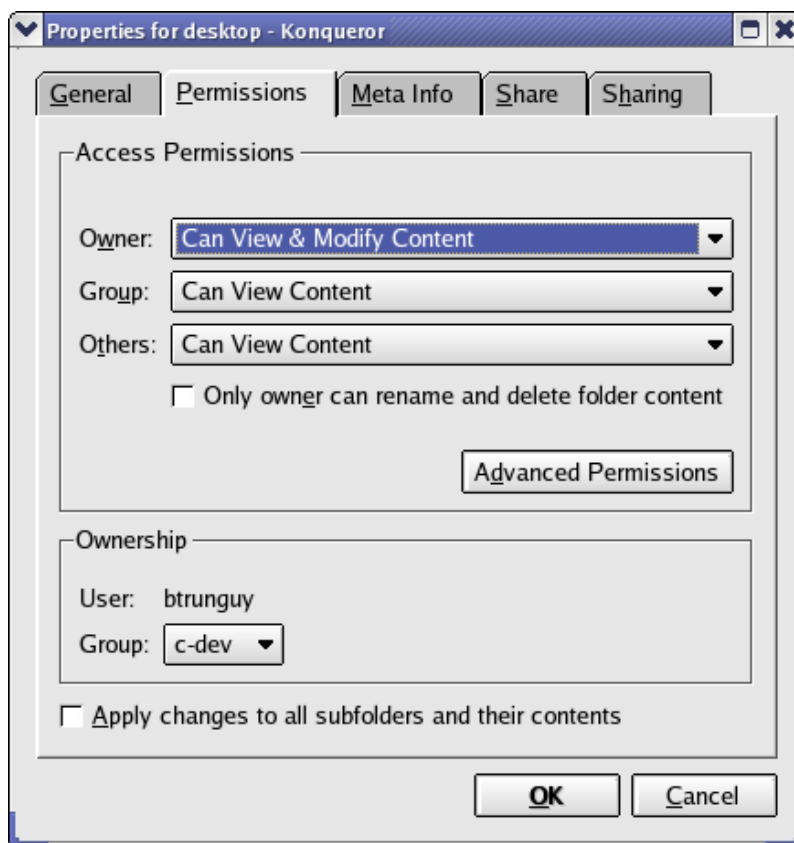 Properties for desktop - Konqueror
General Permissions Meta Info Share Sharing
Access Permissions
Owner: Can View & Modify Content
Group: Can View Content
Others: Can View Content
Only owner can rename and delete folder content
Advanced Permissions
Ownership
User: btrunguy
Group: c-dev
Apply changes to all subfolders and their contents
OK Cancel